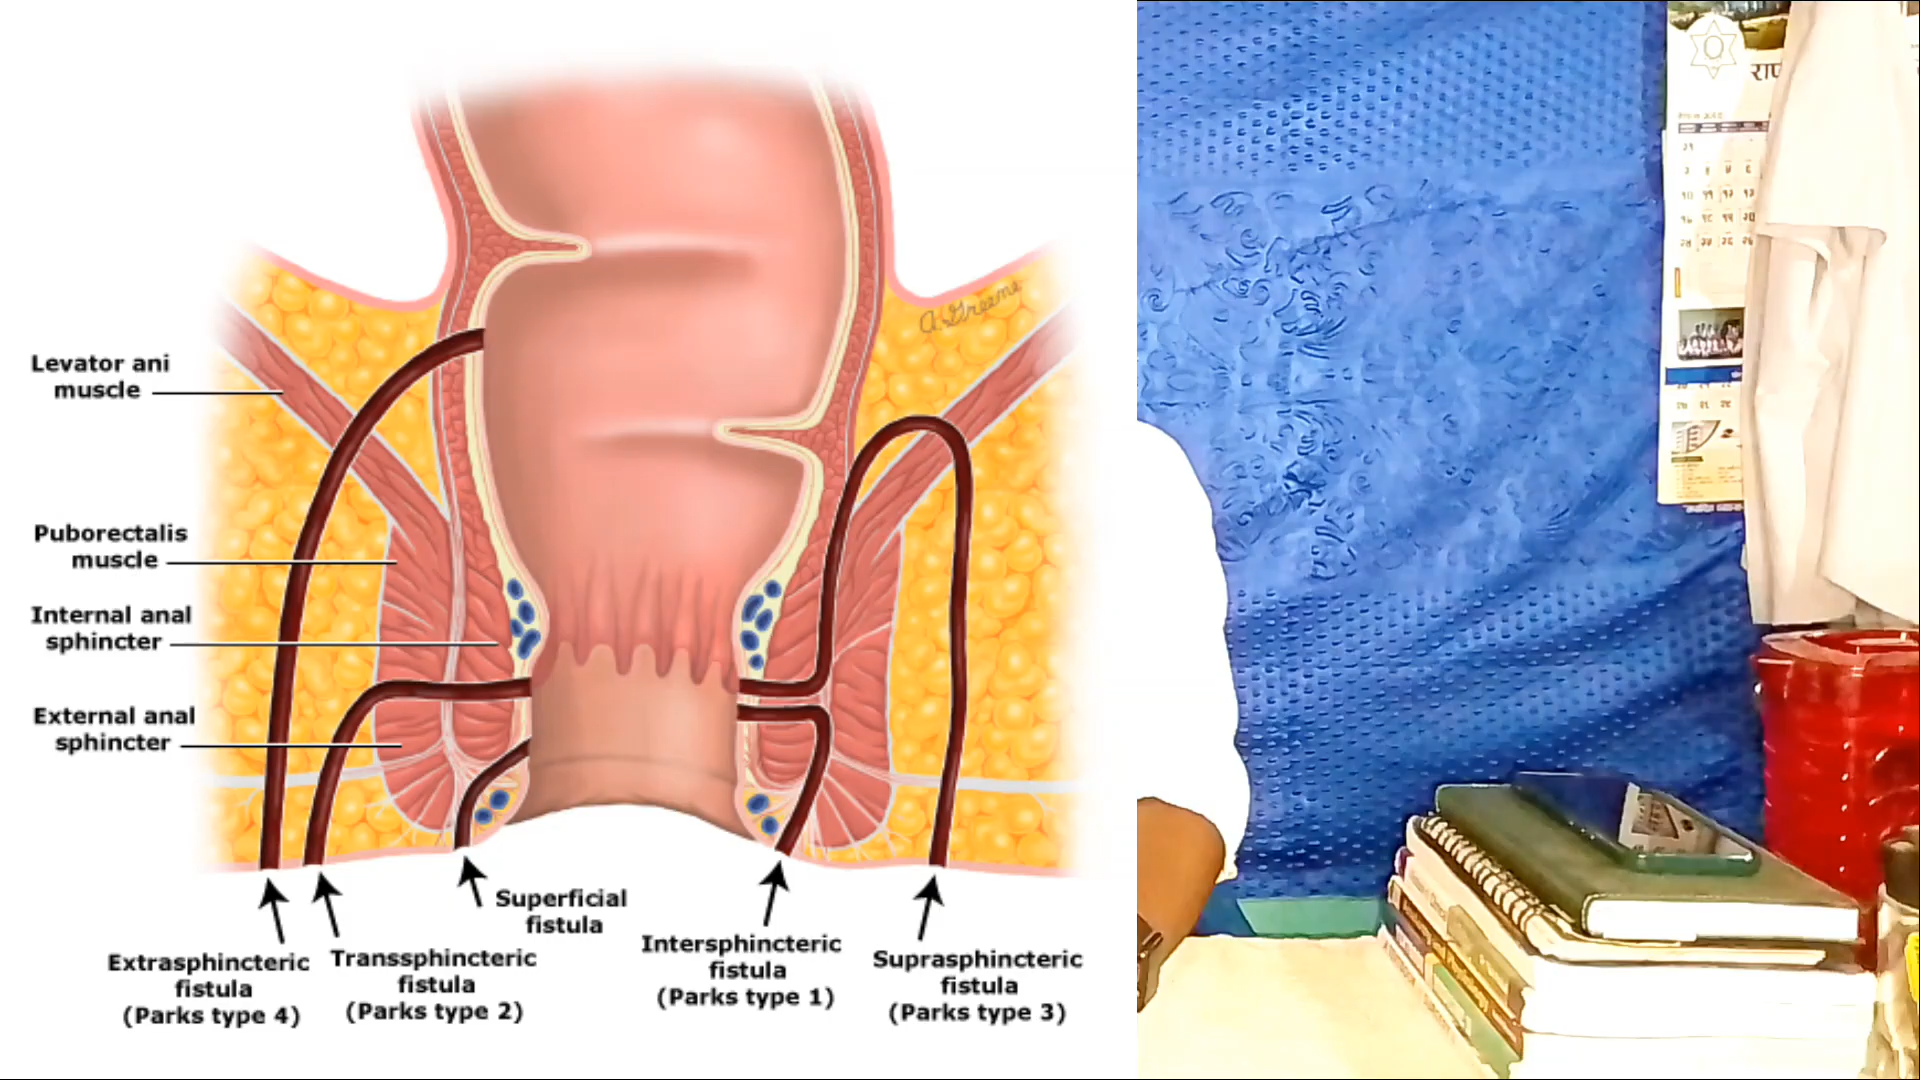 Levator ani
muscle
Puborectalis
muscle
Internal anal
sphincter
External anal
sphincter
Superficial
fistula
Extrasphincteric
fistula
(Parks type 4)
Transsphincteric
fistula
(Parks type 2)
Intersphincteric
fistula
(Parks type 1)
Suprasphincteric
fistula
(Parks type 3)
A. Greene